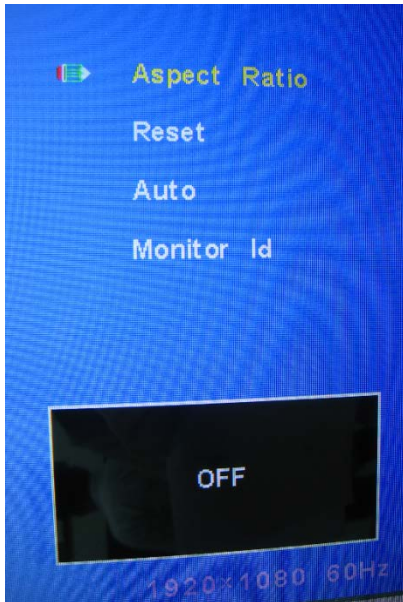 Aspect Ratio
Reset
Auto
Monitor Id
OFF
1920×1080 60Hz